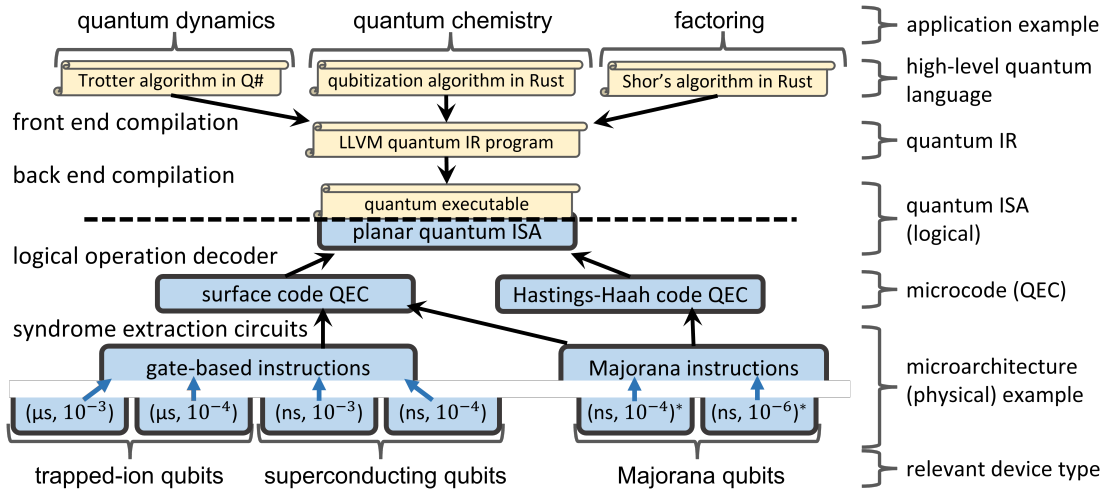 quantum dynamics
quantum chemistry
factoring
application example
Trotter algorithm in Q#
qubitization algorithm in Rust
Shor's algorithm in Rust
high-level quantum
language
front end compilation
LLVM quantum IR program
quantum IR
back end compilation
quantum executable
planar quantum ISA
quantum ISA
(logical)
logical operation decoder
surface code QEC
Hastings-Haah code QEC
microcode (QEC)
syndrome extraction circuits
gate-based instructions
Majorana instructions
microarchitecture
(physical) example
(μs, 10⁻³)
(μs, 10⁻⁴)
(ns, 10⁻³)
(ns, 10⁻⁴)
(ns, 10⁻⁴)*
(ns, 10⁻⁶)*
trapped-ion qubits
superconducting qubits
Majorana qubits
relevant device type